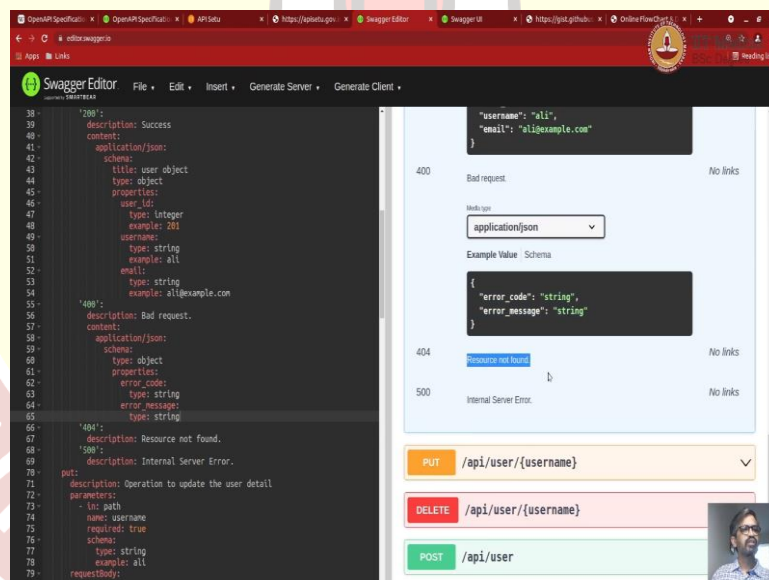 OpenAPISpecificatio
OpenAPISpecificatio
API Setu
https://apisetu.gov.i
Swagger Editor
Swagger UI
https://gist.github
Online FlowChart &
editor.swagger.io
Apps
Links
Reading li
Swagger Editor
Supported by SMARTBEAR
File
Edit
Insert
Generate Server
Generate Client
38 '200':
39 description: Success
40 content:
41 application/json:
42 schema:
43 title: user object
44 type: object
45 properties:
46 user_id:
47 type: integer
48 example: 201
49 username:
50 type: string
51 example: ali
52 email:
53 type: string
54 example: ali@example.com
55 '400':
56 description: Bad request.
57 content:
58 application/json:
59 schema:
60 type: object
61 properties:
62 error_code:
63 type: string
64 error_message:
65 type: string
66 '404':
67 description: Resource not found.
68 '500':
69 description: Internal Server Error.
70 put:
71 description: Operation to update the user detail
72 parameters:
73 - in: path
74 name: username
75 required: true
76 schema:
77 type: string
78 example: ali
79 requestBody:
"username": "ali",
"email": "ali@example.com"
}
400 Bad request. No links
Media type
application/json
Example Value Schema
{
"error_code": "string",
"error_message": "string"
}
404 Resource not found. No links
500 Internal Server Error. No links
PUT /api/user/{username}
DELETE /api/user/{username}
POST /api/user